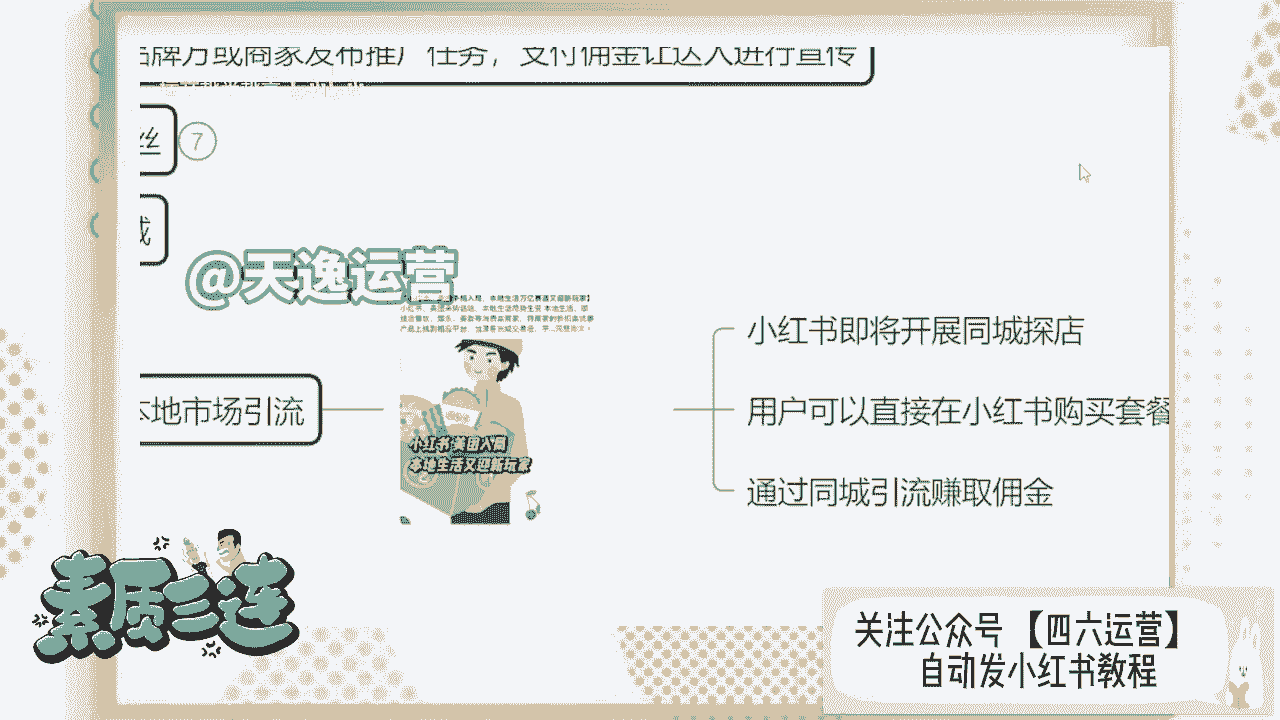 品牌方或商家发布推广任务，支付佣金让达人进行宣传
丝
7
@天逸运营
本地市场引流
小红书美团入局
本地生活又迎新玩家
小红书即将开展同城探店
用户可以直接在小红书购买套餐
通过同城引流赚取佣金
素质三连
关注公众号【四六运营】
自动发小红书教程